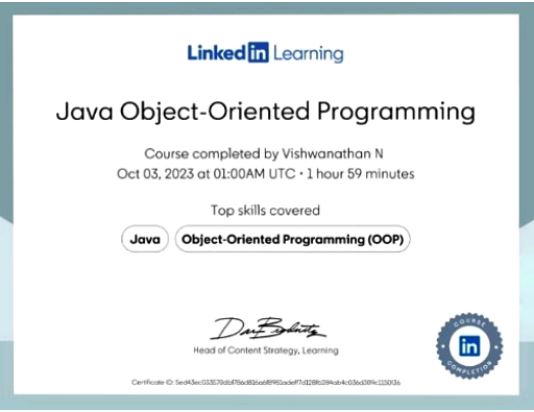 Linked in Learning
Java Object-Oriented Programming
Course completed by Vishwanathan N
Oct 03, 2023 at 01:00AM UTC • 1 hour 59 minutes
Top skills covered
Java
Object-Oriented Programming (OOP)
Head of Content Strategy, Learning
COURSE
in
COMPLETION
Certificate ID: